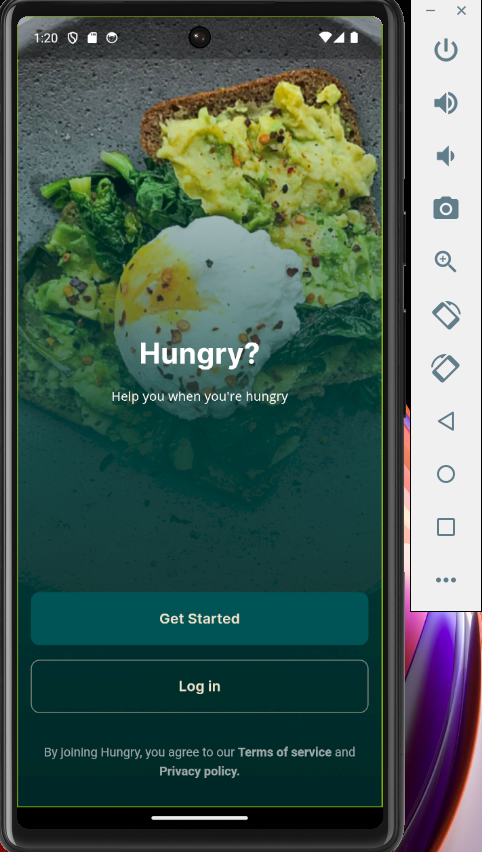 1:20
Hungry?
Help you when you're hungry
Get Started
Log in
By joining Hungry, you agree to our Terms of service and
Privacy policy.